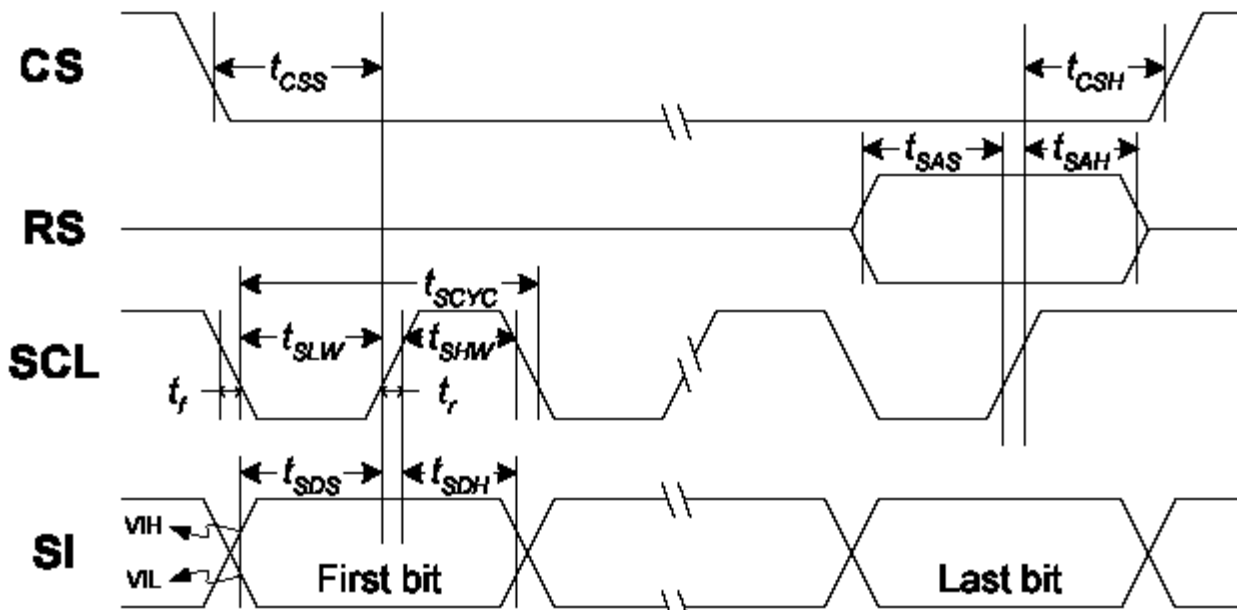 CS
tCSS
tCSH
RS
tSAS
tSAH
SCL
tSCYC
tSLW
tSHW
tf
tr
SI
tSDS
tSDH
VIH
VIL
First bit
Last bit